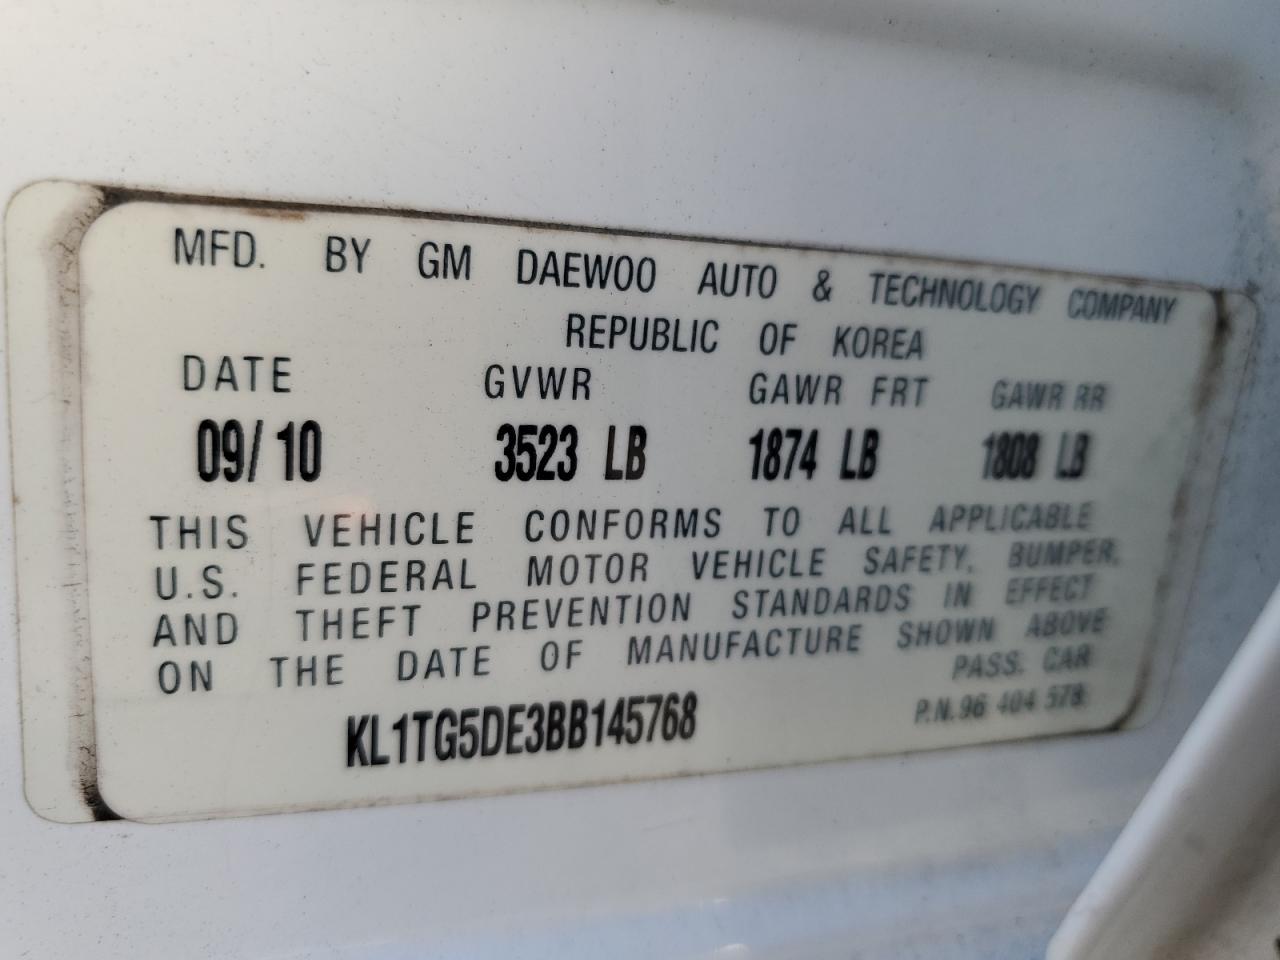 MFD. BY GM DAEWOO AUTO & TECHNOLOGY COMPANY
REPUBLIC OF KOREA
DATE GVWR GAWR FRT GAWR RR
09/10 3523 LB 1874 LB 1808 LB
THIS VEHICLE CONFORMS TO ALL APPLICABLE
U.S. FEDERAL MOTOR VEHICLE SAFETY, BUMPER,
AND THEFT PREVENTION STANDARDS IN EFFECT
ON THE DATE OF MANUFACTURE SHOWN ABOVE
PASS. CAR
KL1TG5DE3BB145768 P.N. 96 404 578